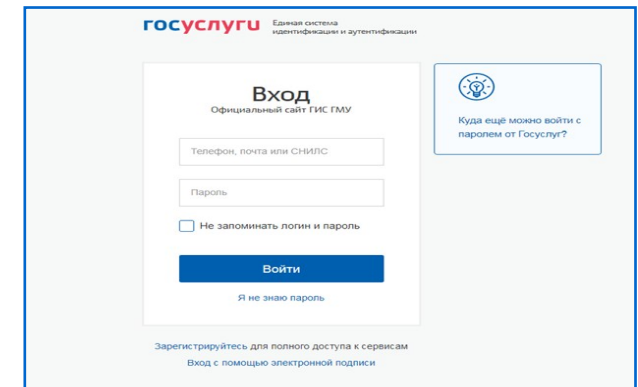 госуслуги
Единая система
идентификации и аутентификации
Вход
Официальный сайт ГИС ГМУ
Телефон, почта или СНИЛС
Пароль
Не запоминать логин и пароль
Войти
Я не знаю пароль
Куда ещё можно войти с
паролем от Госуслуг?
Зарегистрируйтесь для полного доступа к сервисам
Вход с помощью электронной подписи